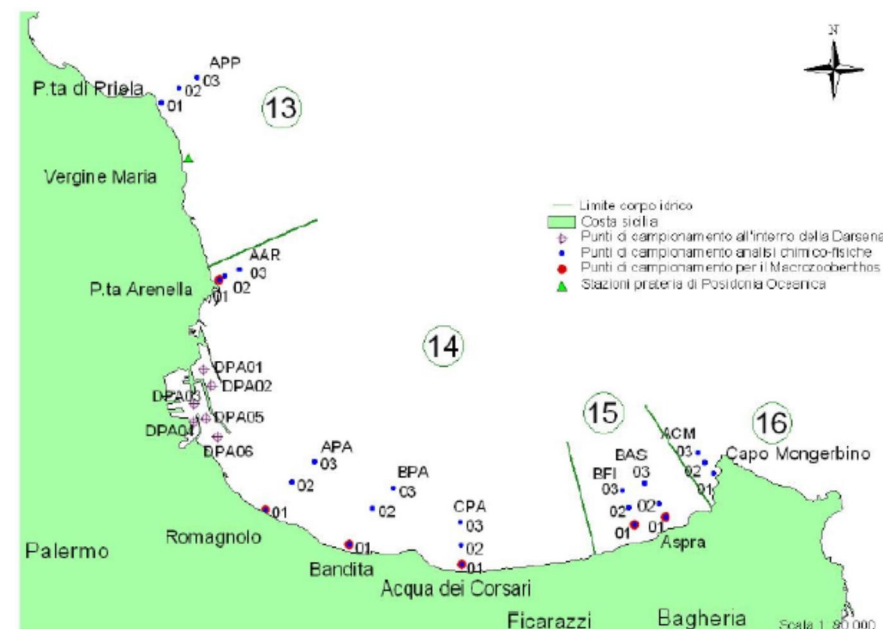 N
APP
03
02
01
P.ta di Priola
13
Vergine Maria
Limite corpo idrico
Costa sicilia
Punti di campionamento all'interno della Darsena
Punti di campionamento analisi chimico-fisiche
Punti di campionamento per il Macrozoobenthos
Stazioni prateria di Posidonia Oceanica
AAR
03
02
01
P.ta Arenella
14
DPA01
DPA02
DPA03
DPA05
DPA04
DPA06
15
16
ACM
03
02
01
Capo Mongerbino
APA
03
02
01
BPA
03
02
01
CPA
03
02
01
BAS
03
02
01
BFI
03
02
01
Romagnolo
Aspra
Palermo
Bandita
Acqua dei Corsari
Ficarazzi
Bagheria
Scala 1:80.000